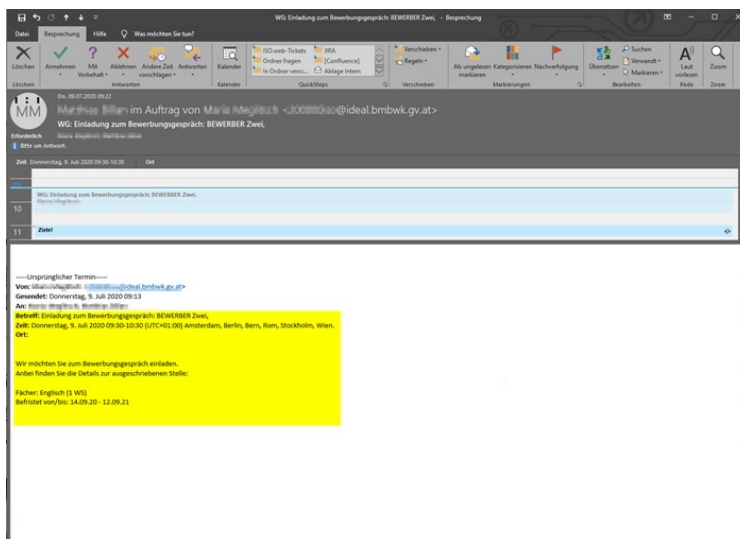 WG: Einladung zum Bewerbungsgespräch: BEWERBER Zwei, - Besprechung
Datei Besprechung Hilfe Was möchten Sie tun?
Löschen
Annehmen
Mit Vorbehalt
Ablehnen
Andere Zeit vorschlagen
Antworten
Kalender
ISO.web-Tickets
Ordner fragen
In Ordner versc...
JIRA
[Confluence]
Ablage Intern
Verschieben
Regeln
Als ungelesen markieren
Kategorisieren
Nachverfolgung
Übersetzen
Suchen
Verwandt
Markieren
Laut vorlesen
Zoom
Löschen Antworten Kalender QuickSteps Verschieben Markierungen Bearbeiten Rede Zoom
Do. 09.07.2020 09:22
MM
im Auftrag von @ideal.bmbwk.gv.at>
WG: Einladung zum Bewerbungsgespräch: BEWERBER Zwei,
Erforderlich
Bitte um Antwort.
Zeit Donnerstag, 9. Juli 2020 09:30-10:30 Ort
WG: Einladung zum Bewerbungsgespräch: BEWERBER Zwei,
10
11 Ziele!
-----Ursprünglicher Termin-----
Von: @ideal.bmbwk.gv.at>
Gesendet: Donnerstag, 9. Juli 2020 09:13
An:
Betreff: Einladung zum Bewerbungsgespräch: BEWERBER Zwei,
Zeit: Donnerstag, 9. Juli 2020 09:30-10:30 (UTC+01:00) Amsterdam, Berlin, Bern, Rom, Stockholm, Wien.
Ort:
Wir möchten Sie zum Bewerbungsgespräch einladen.
Anbei finden Sie die Details zur ausgeschriebenen Stelle:
Fächer: Englisch (1 WS)
Befristet von/bis: 14.09.20 - 12.09.21